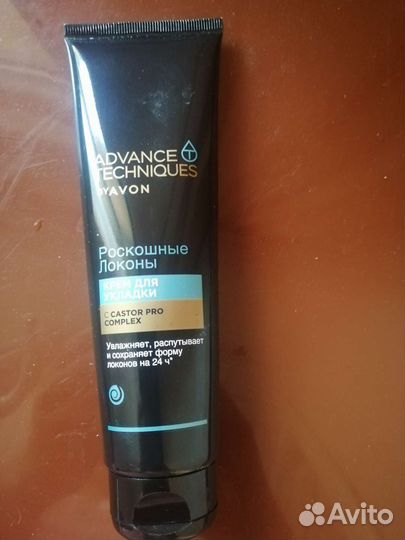 ADVANCE
TECHNIQUES
BY AVON
Роскошные
Локоны
КРЕМ ДЛЯ
УКЛАДКИ
С CASTOR PRO
COMPLEX
Увлажняет, распутывает
и сохраняет форму
локонов на 24 ч*
Avito